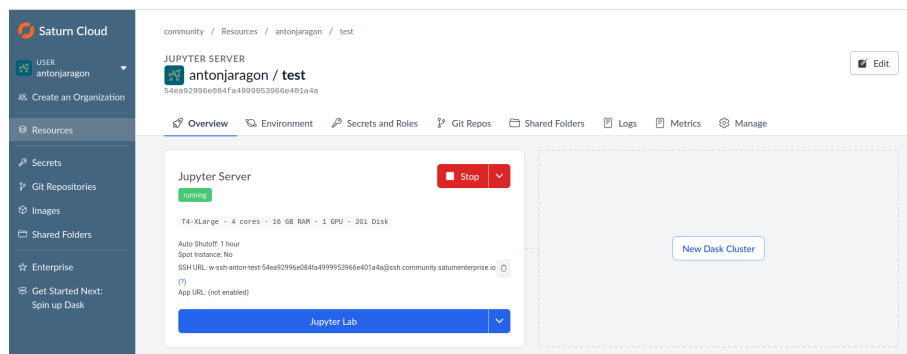 Saturn Cloud
USER
antonjaragon
Create an Organization
Resources
Secrets
Git Repositories
Images
Shared Folders
Enterprise
Get Started Next:
Spin up Dask
community / Resources / antonjaragon / test
JUPYTER SERVER
antonjaragon / test
54ea92996e084fa4999953966e401a4a
Edit
Overview Environment Secrets and Roles Git Repos Shared Folders Logs Metrics Manage
Jupyter Server
Stop
running
T4-XLarge - 4 cores - 16 GB RAM - 1 GPU - 2Gi Disk
Auto Shutoff: 1 hour
Spot Instance: No
SSH URL: w-ssh-anton-test-54ea92996e084fa4999953966e401a4a@ssh.community.saturnenterprise.io
(?)
App URL: (not enabled)
Jupyter Lab
New Dask Cluster